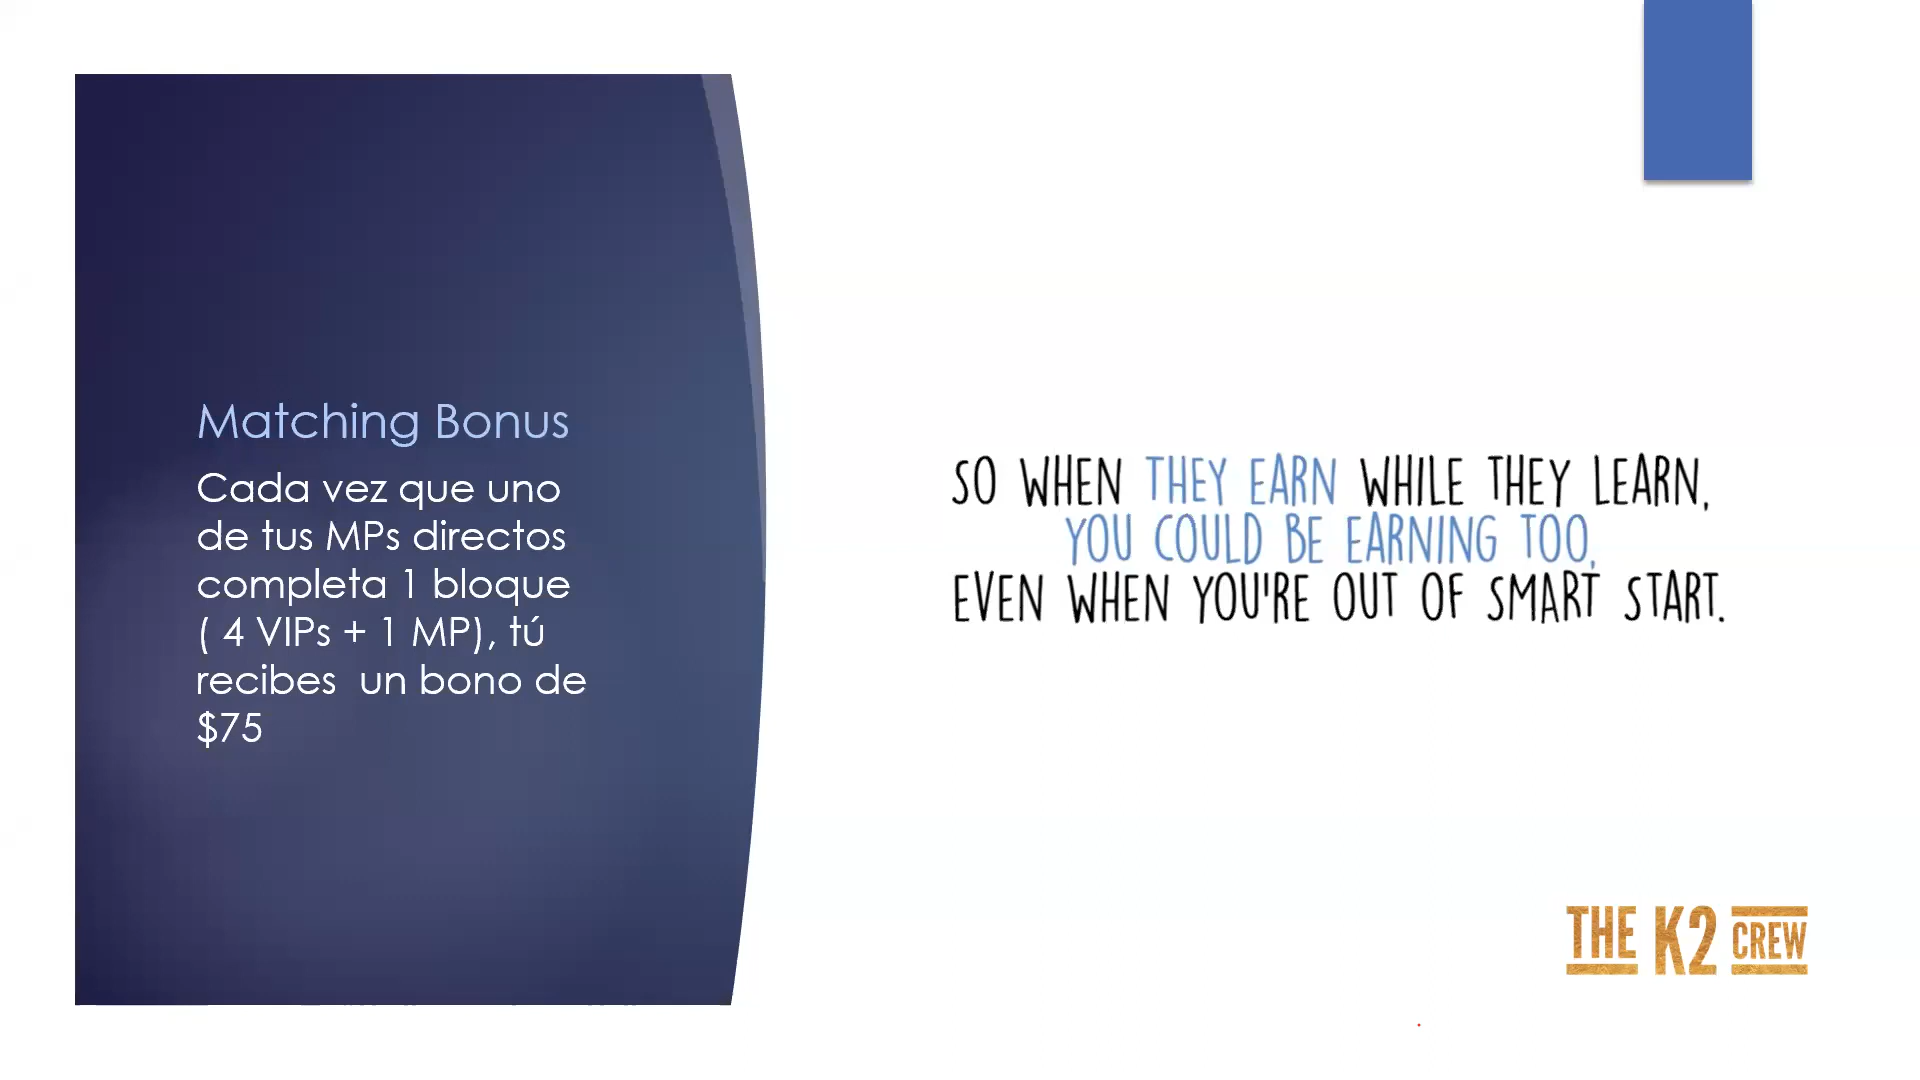 Matching Bonus
Cada vez que uno
de tus MPs directos
completa 1 bloque
( 4 VIPs + 1 MP), tú
recibes  un bono de
$75
SO WHEN THEY EARN WHILE THEY LEARN,
YOU COULD BE EARNING TOO,
EVEN WHEN YOU'RE OUT OF SMART START.
THE K2 CREW